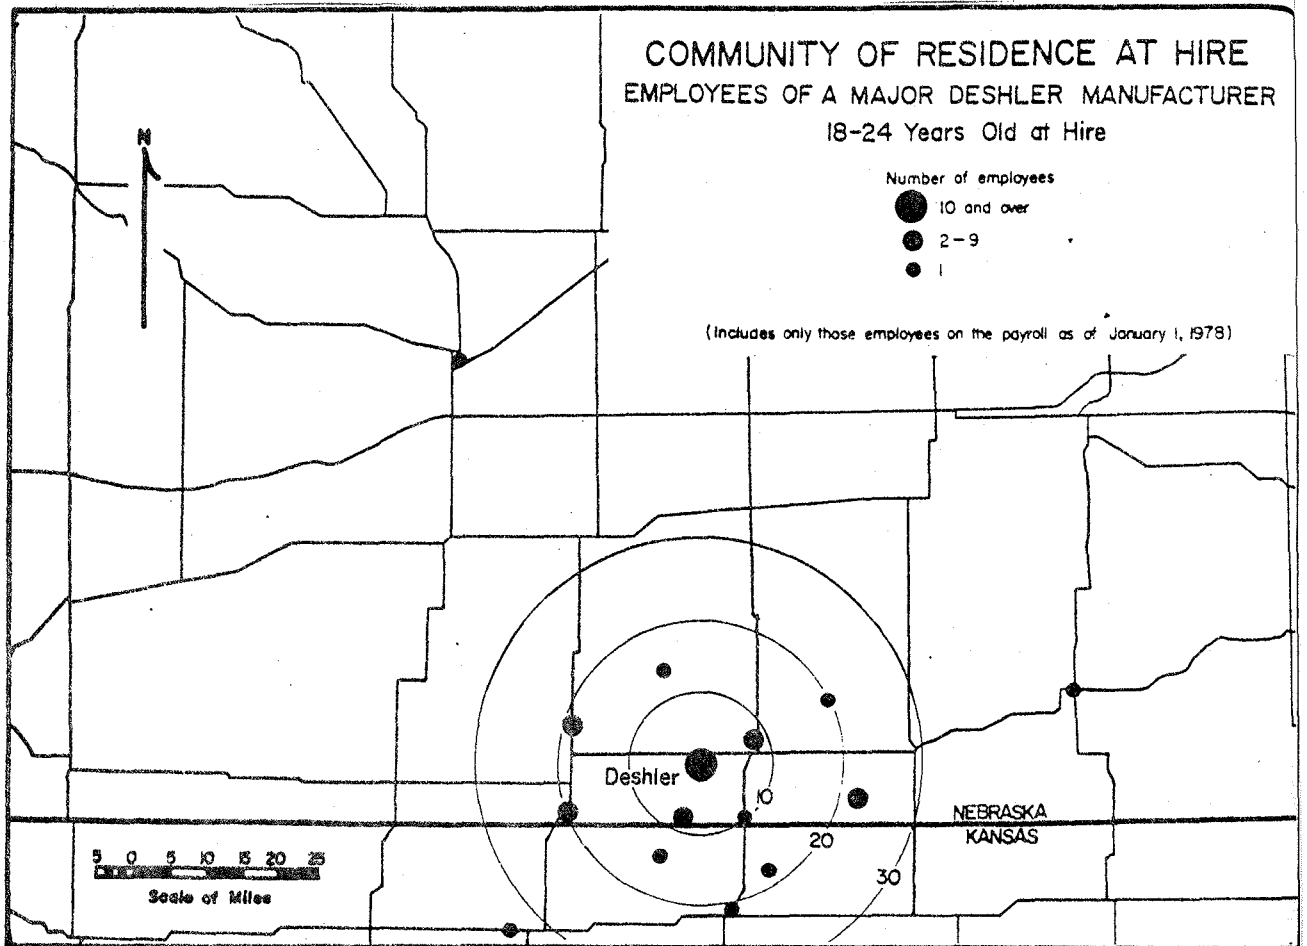 COMMUNITY OF RESIDENCE AT HIRE
EMPLOYEES OF A MAJOR DESHLER MANUFACTURER
18-24 Years Old at Hire
Number of employees
10 and over
2-9
1
(Includes only those employees on the payroll as of January 1, 1978)
N
Deshler
10
20
30
NEBRASKA
KANSAS
5 0 5 10 15 20 25
Scale of Miles